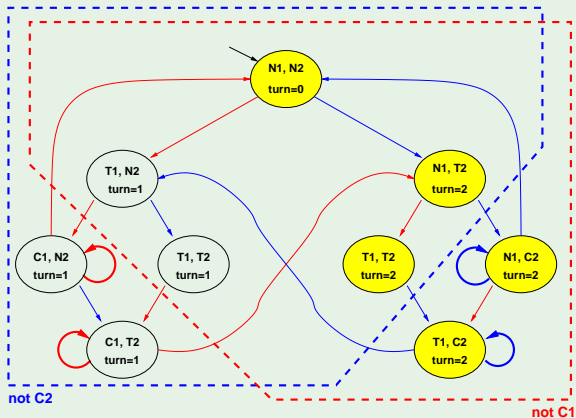 N1, N2
turn=0
T1, N2
turn=1
N1, T2
turn=2
C1, N2
turn=1
T1, T2
turn=1
T1, T2
turn=2
N1, C2
turn=2
C1, T2
turn=1
T1, C2
turn=2
not C2
not C1